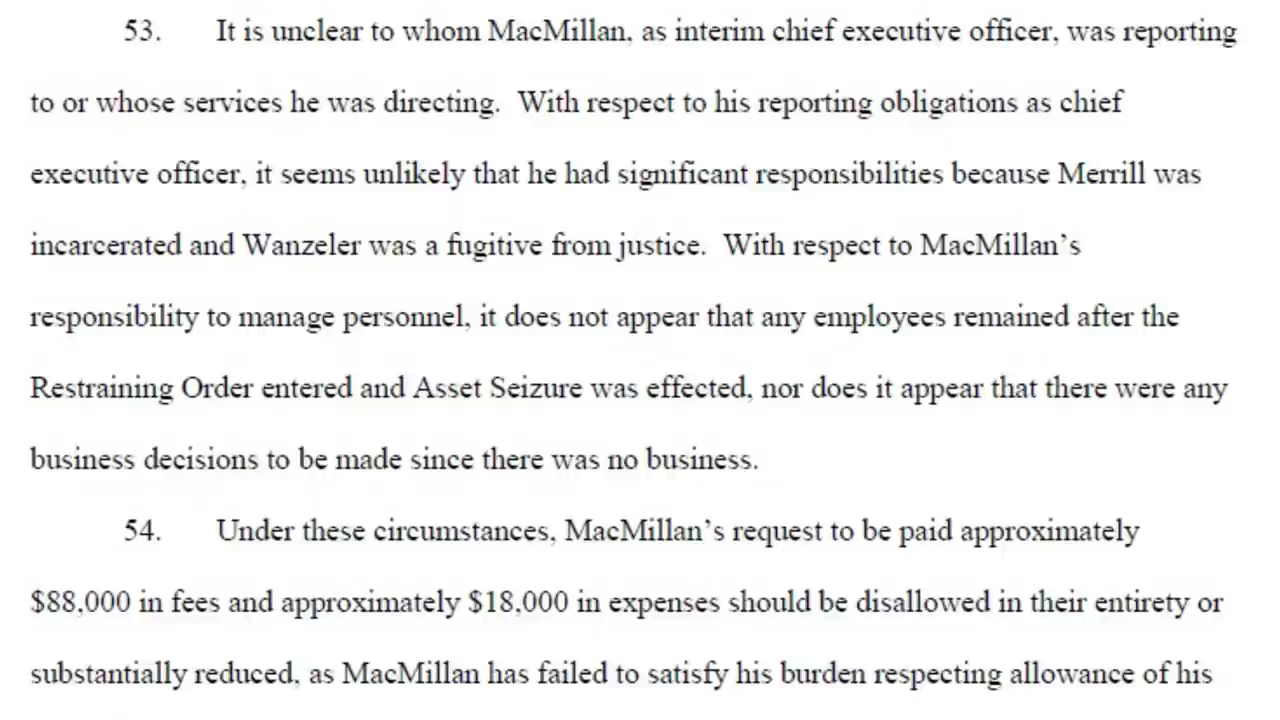 53. It is unclear to whom MacMillan, as interim chief executive officer, was reporting
to or whose services he was directing. With respect to his reporting obligations as chief
executive officer, it seems unlikely that he had significant responsibilities because Merrill was
incarcerated and Wanzeler was a fugitive from justice. With respect to MacMillan's
responsibility to manage personnel, it does not appear that any employees remained after the
Restraining Order entered and Asset Seizure was effected, nor does it appear that there were any
business decisions to be made since there was no business.
54. Under these circumstances, MacMillan's request to be paid approximately
$88,000 in fees and approximately $18,000 in expenses should be disallowed in their entirety or
substantially reduced, as MacMillan has failed to satisfy his burden respecting allowance of his